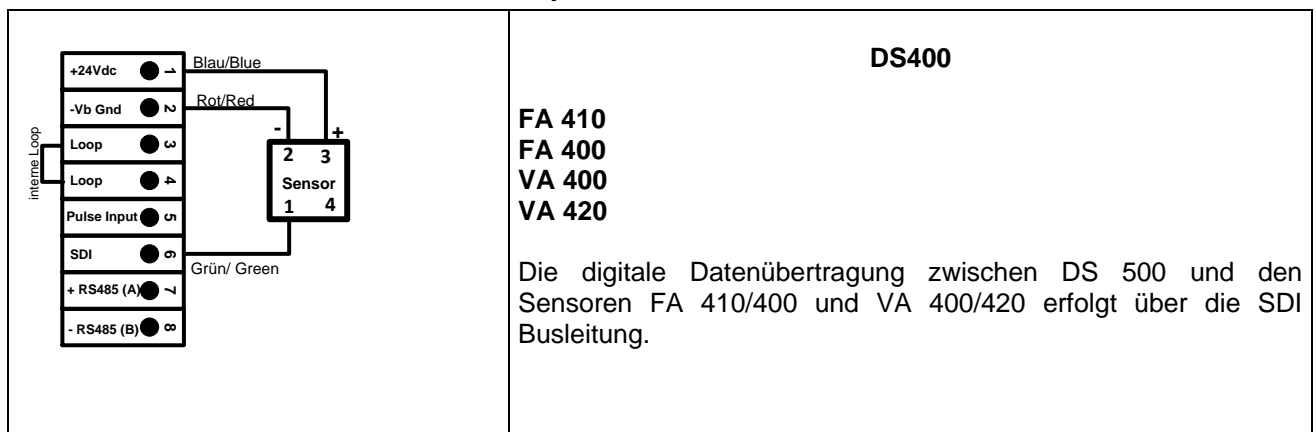 +24Vdc 1 Blau/Blue
-Vb Gnd 2 Rot/Red
Loop 3
Loop 4
interne Loop
Pulse Input 5
SDI 6 Grün/ Green
+ RS485 (A) 7
- RS485 (B) 8
- +
2 3
Sensor
1 4
DS400
FA 410
FA 400
VA 400
VA 420
Die digitale Datenübertragung zwischen DS 500 und den
Sensoren FA 410/400 und VA 400/420 erfolgt über die SDI
Busleitung.